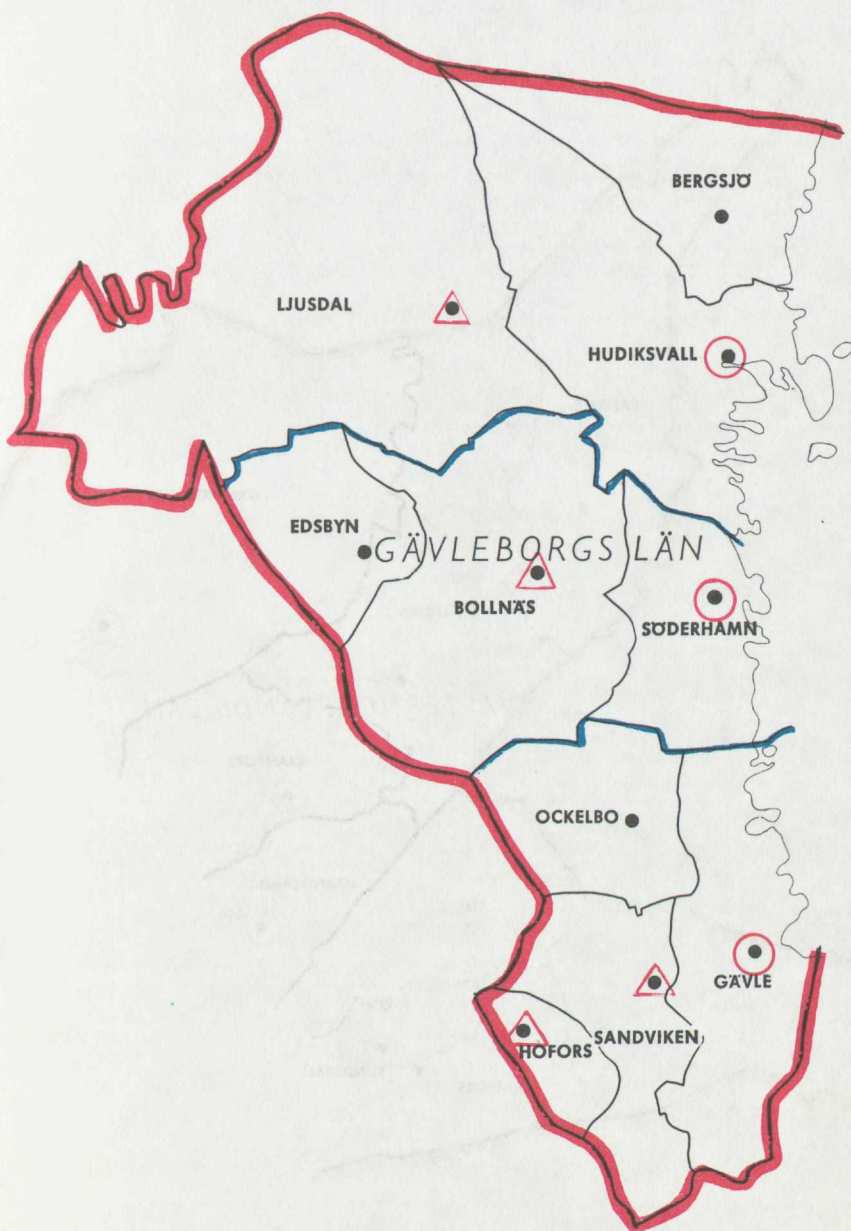 BERGSJÖ
LJUSDAL
HUDIKSVALL
EDSBYN
GÄVLEBORGS LÄN
BOLLNÄS
SÖDERHAMN
OCKELBO
GÄVLE
SANDVIKEN
HOFORS